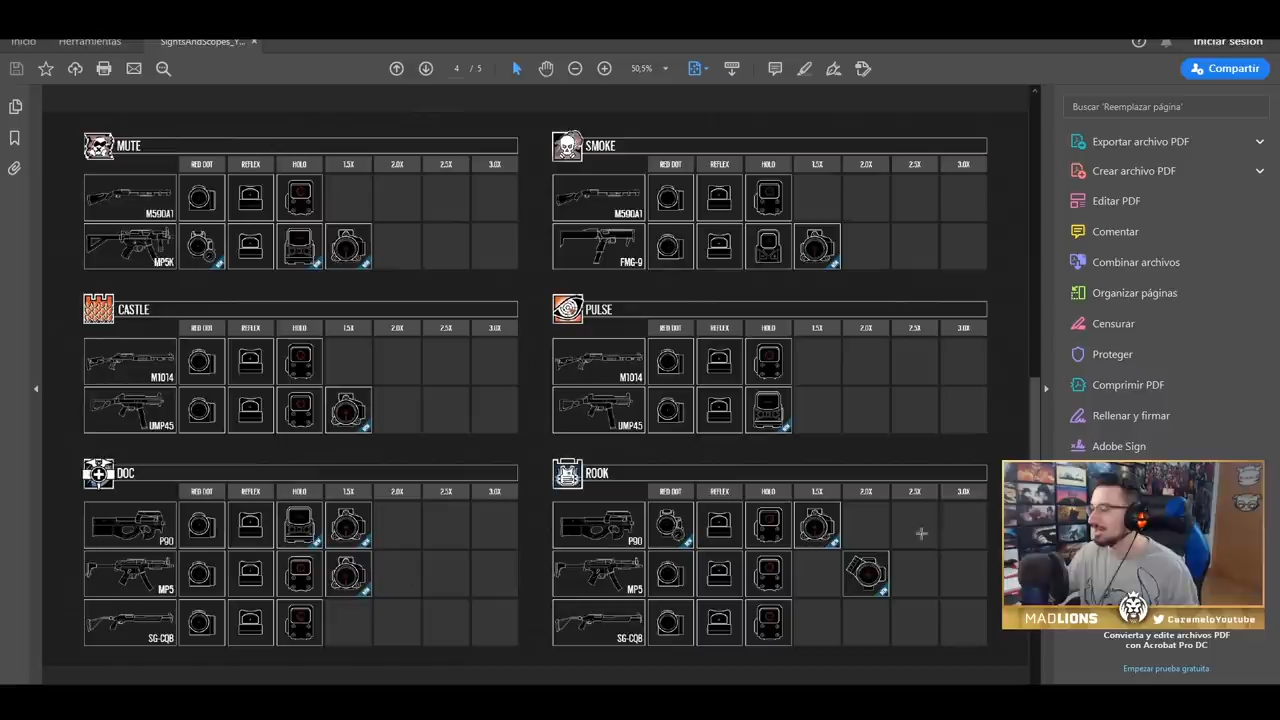 Inicio Herramientas SightsAndScopes_Y... ×
Iniciar sesión
4 / 5 50,5%
Compartir
Buscar 'Reemplazar página'
Exportar archivo PDF
Crear archivo PDF
Editar PDF
Comentar
Combinar archivos
Organizar páginas
Censurar
Proteger
Comprimir PDF
Rellenar y firmar
Adobe Sign
MUTE
RED DOT REFLEX HOLO 1.5X 2.0X 2.5X 3.0X
M590A1
MP5K
SMOKE
RED DOT REFLEX HOLO 1.5X 2.0X 2.5X 3.0X
M590A1
FMG-9
CASTLE
RED DOT REFLEX HOLO 1.5X 2.0X 2.5X 3.0X
M1014
UMP45
PULSE
RED DOT REFLEX HOLO 1.5X 2.0X 2.5X 3.0X
M1014
UMP45
DOC
RED DOT REFLEX HOLO 1.5X 2.0X 2.5X 3.0X
P90
MP5
SG-CQB
ROOK
RED DOT REFLEX HOLO 1.5X 2.0X 2.5X 3.0X
P90
MP5
SG-CQB
MADLIONS CarameloYoutube
Convierta y edite archivos PDF
con Acrobat Pro DC
Empezar prueba gratuita